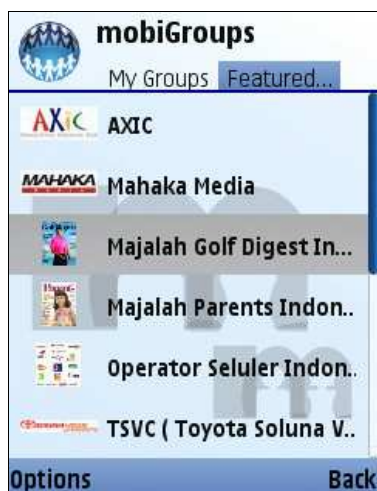 mobiGroups
My Groups Featured...
AXIC AXIC
MAHAKA Mahaka Media
Majalah Golf Digest In...
Majalah Parents Indon..
Operator Seluler Indon..
TSVC ( Toyota Soluna V..
Options Back